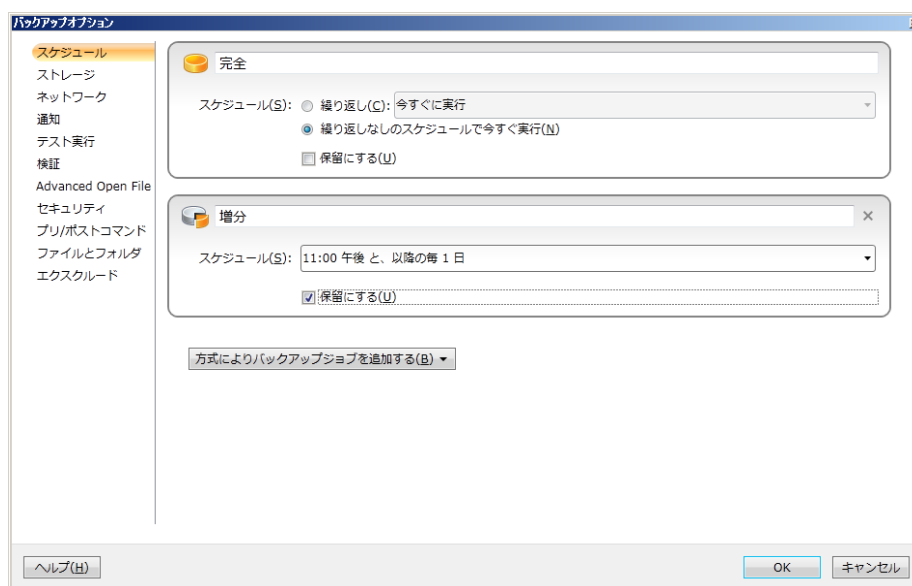 バックアップオプション
スケジュール
ストレージ
ネットワーク
通知
テスト実行
検証
Advanced Open File
セキュリティ
プリ/ポストコマンド
ファイルとフォルダ
エクスクルード
完全
スケジュール(S): 繰り返し(C): 今すぐに実行
繰り返しなしのスケジュールで今すぐ実行(N)
保留にする(U)
増分
スケジュール(S): 11:00 午後 と、以降の毎 1 日
保留にする(U)
方式によりバックアップジョブを追加する(B)
ヘルプ(H) OK キャンセル